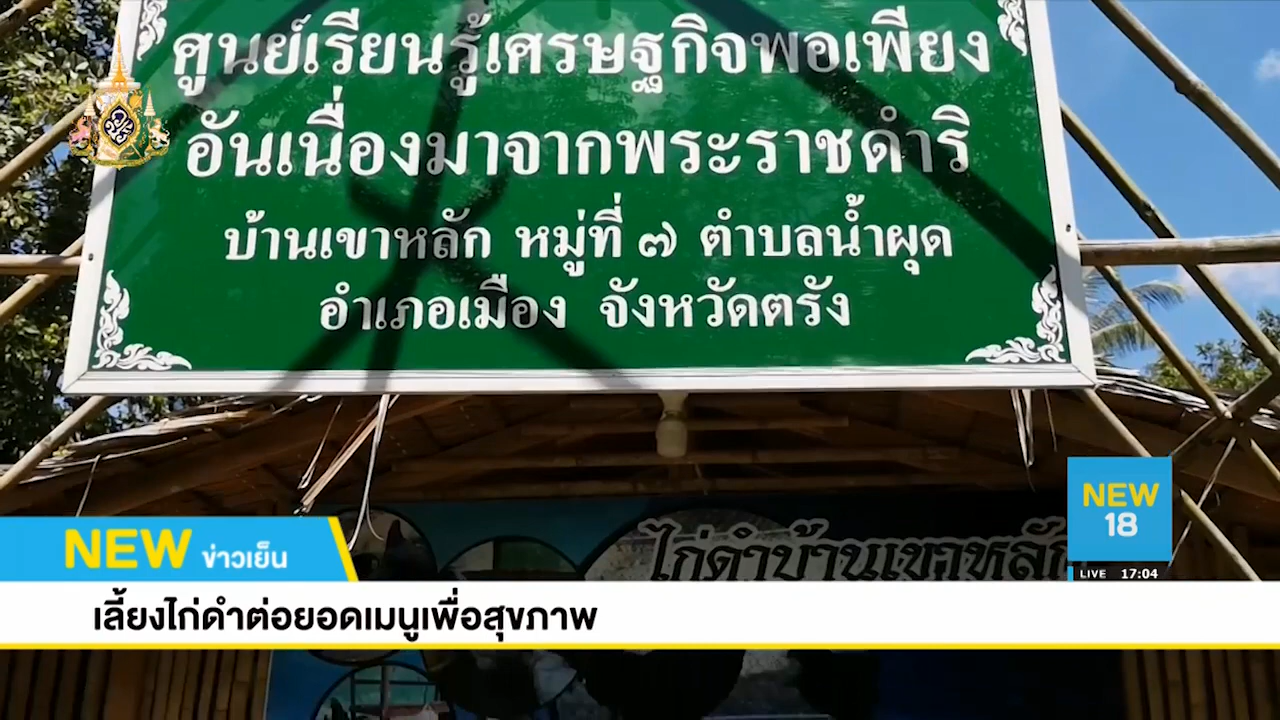 ศูนย์เรียนรู้เศรษฐกิจพอเพียง
อันเนื่องมาจากพระราชดำริ
บ้านเขาหลัก หมู่ที่ ๗ ตำบลน้ำผุด
อำเภอเมือง จังหวัดตรัง
ไก่ดำบ้านเขาหลัก
NEW
18
LIVE 17:04
NEW ข่าวเย็น
เลี้ยงไก่ดำต่อยอดเมนูเพื่อสุขภาพ